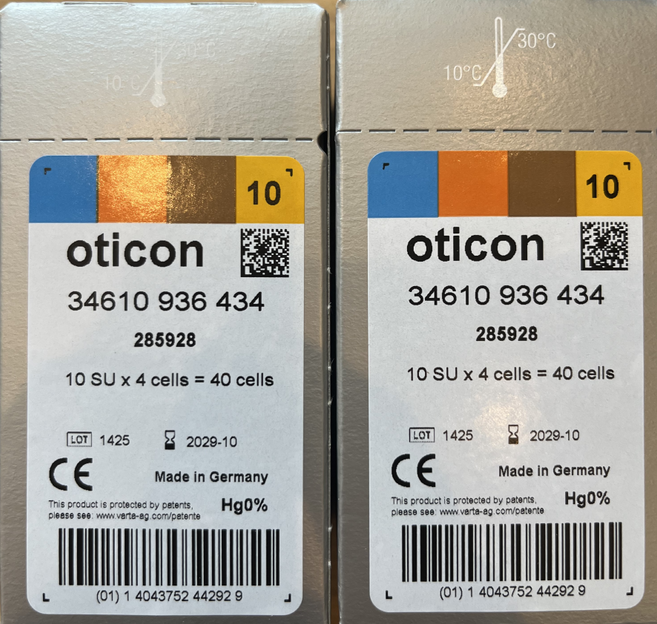 30°C
10°C
10
oticon
34610 936 434
285928
10 SU x 4 cells = 40 cells
LOT 1425 2029-10
CE Made in Germany
This product is protected by patents,
please see: www.varta-ag.com/patente
Hg0%
(01) 1 4043752 44292 9
30°C
10°C
10
oticon
34610 936 434
285928
10 SU x 4 cells = 40 cells
LOT 1425 2029-10
CE Made in Germany
This product is protected by patents,
please see: www.varta-ag.com/patente
Hg0%
(01) 1 4043752 44292 9